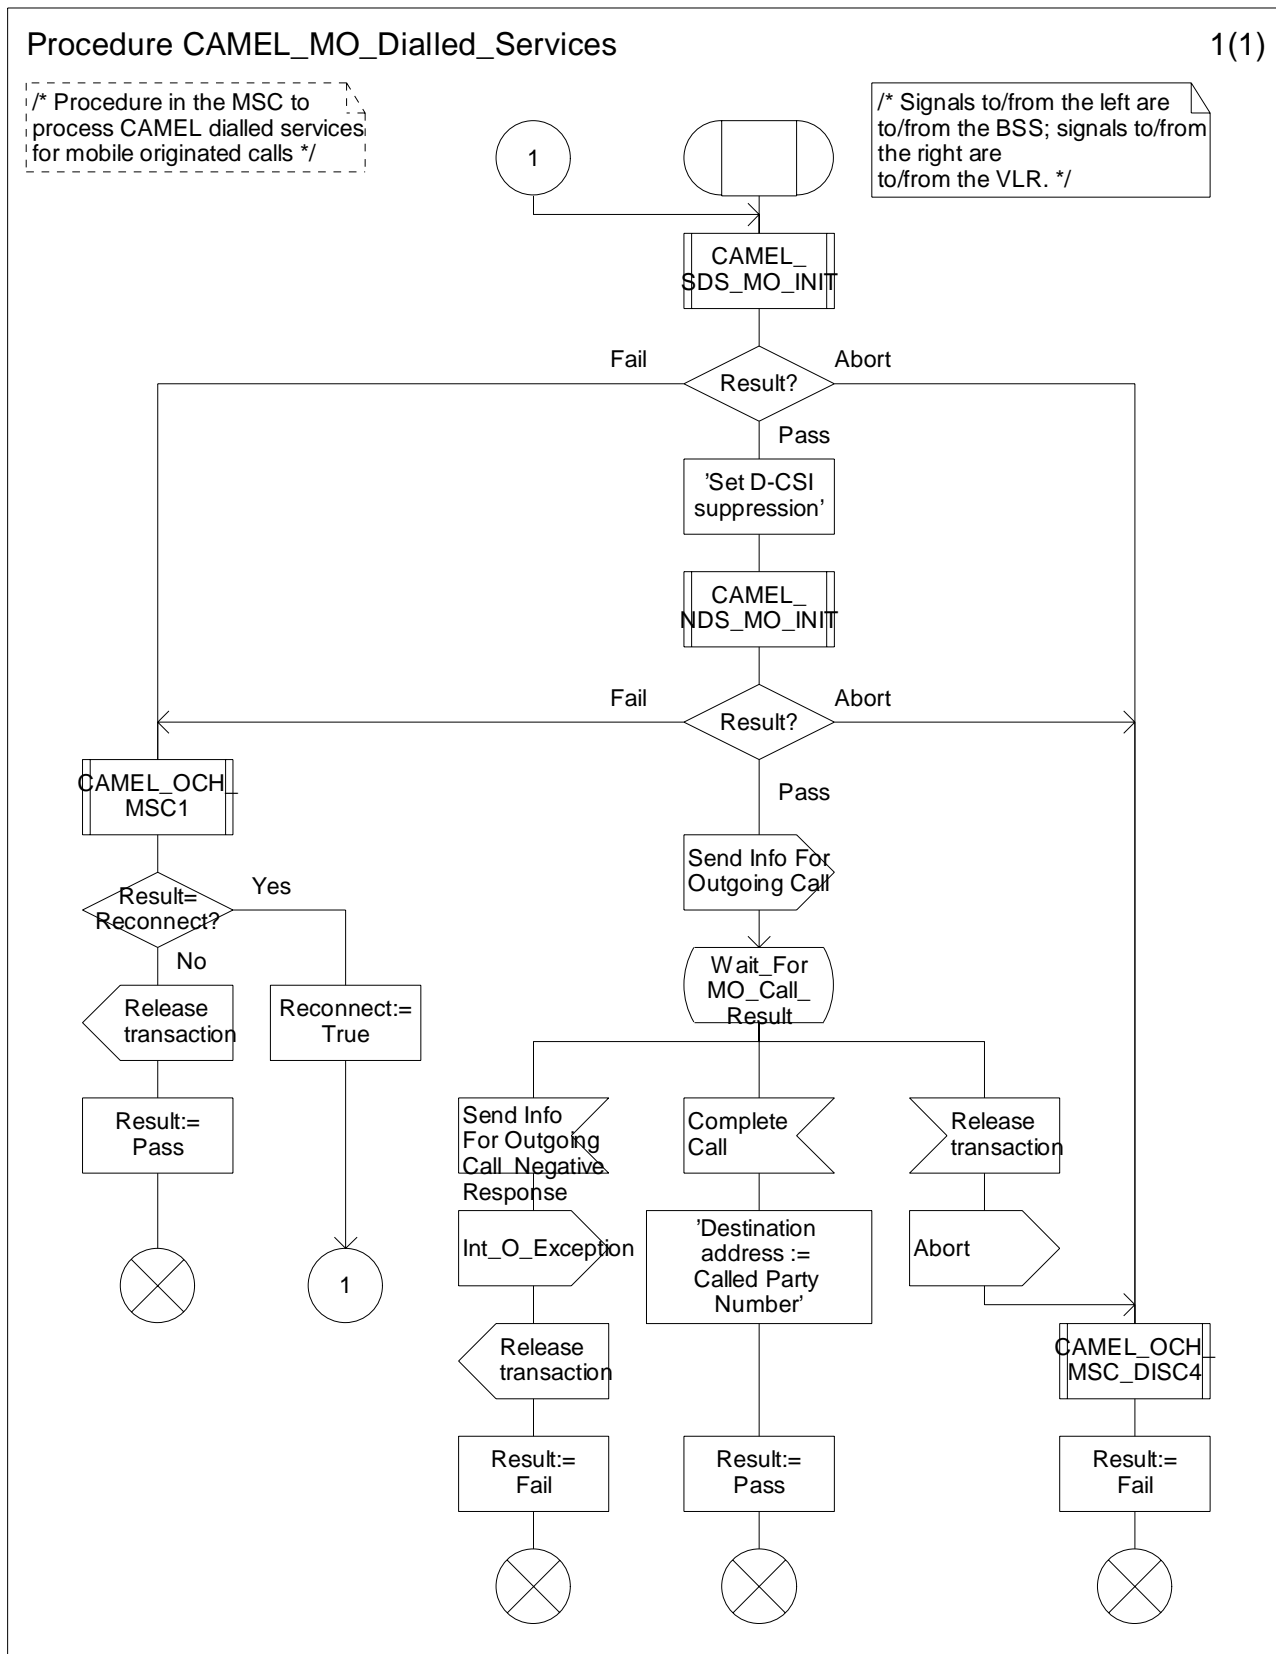 Procedure CAMEL_MO_Dialled_Services
1(1)
/* Procedure in the MSC to
process CAMEL dialled services
for mobile originated calls */
/* Signals to/from the left are
to/from the BSS; signals to/from
the right are
to/from the VLR. */
1
CAMEL_
SDS_MO_INIT
Fail
Result?
Abort
Pass
'Set D-CSI
suppression'
CAMEL_
NDS_MO_INIT
Fail
Result?
Abort
Pass
CAMEL_OCH_
MSC1
Send Info For
Outgoing Call
Result=
Reconnect?
Yes
No
Wait_For
MO_Call_
Result
Release
transaction
Reconnect:=
True
Result:=
Pass
Send Info
For Outgoing
Call Negative
Response
Complete
Call
Release
transaction
Int_O_Exception
'Destination
address :=
Called Party
Number'
Abort
1
Release
transaction
CAMEL_OCH_
MSC_DISC4
Result:=
Fail
Result:=
Pass
Result:=
Fail